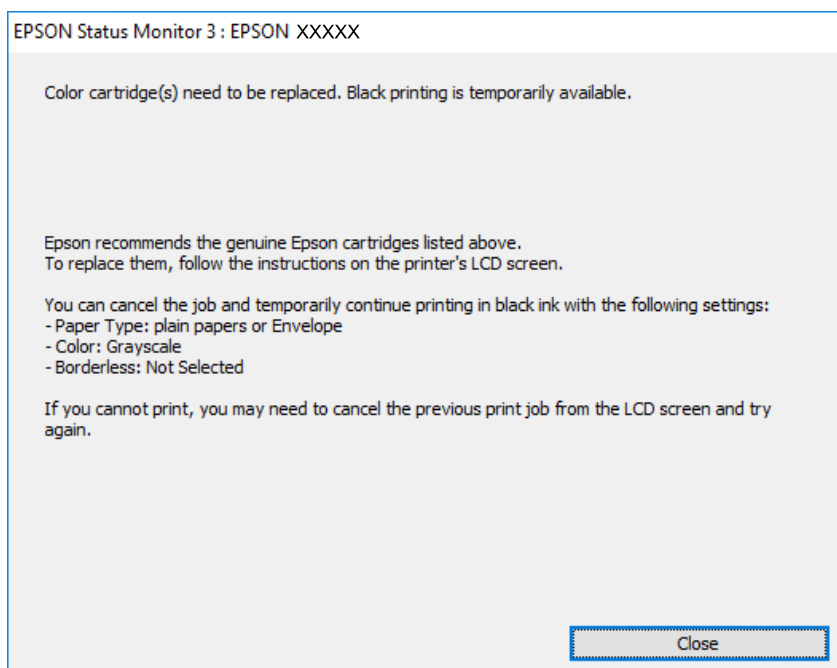 EPSON Status Monitor 3 : EPSON XXXXX
Color cartridge(s) need to be replaced. Black printing is temporarily available.
Epson recommends the genuine Epson cartridges listed above.
To replace them, follow the instructions on the printer's LCD screen.
You can cancel the job and temporarily continue printing in black ink with the following settings:
- Paper Type: plain papers or Envelope
- Color: Grayscale
- Borderless: Not Selected
If you cannot print, you may need to cancel the previous print job from the LCD screen and try
again.
Close